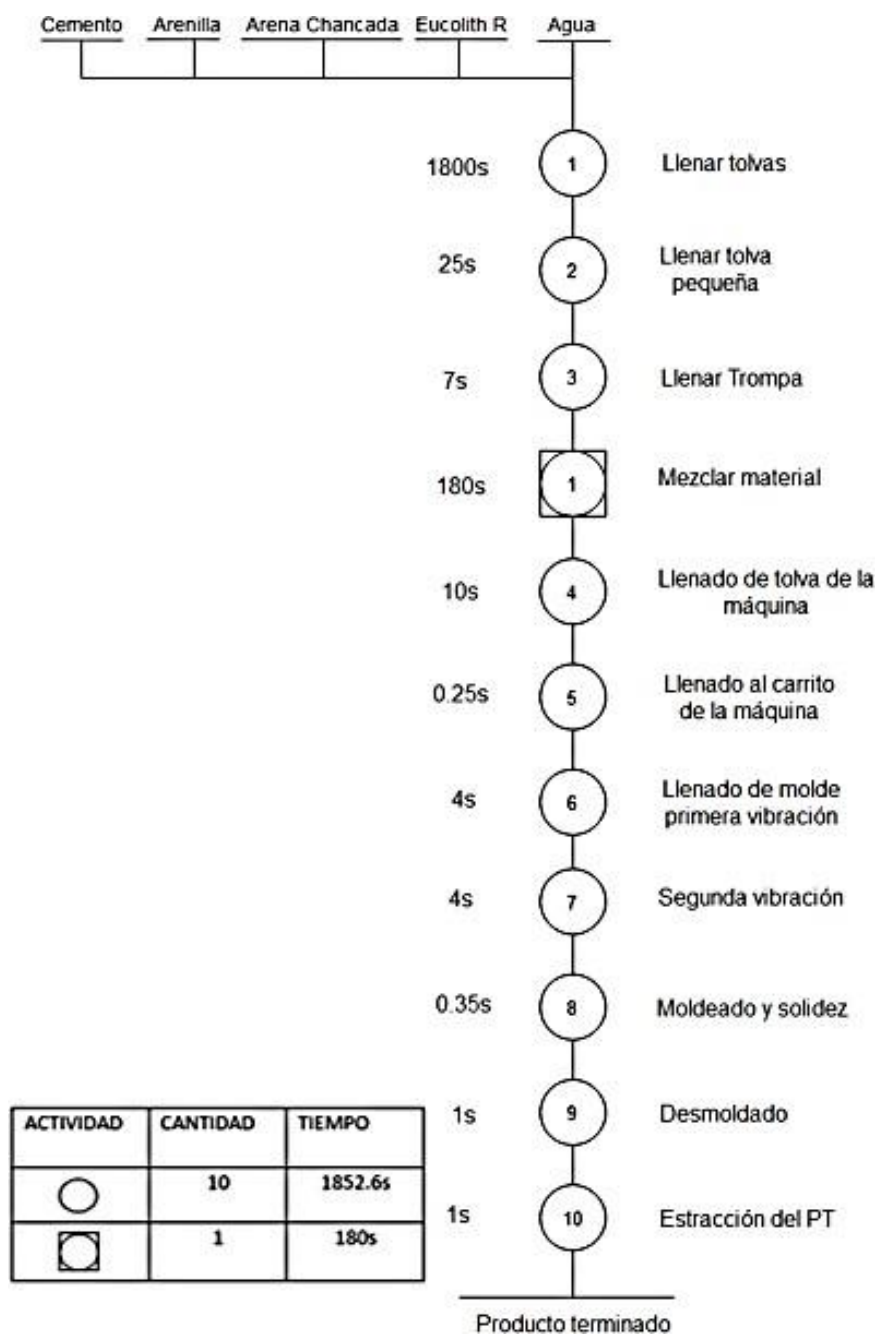 Cemento Arenilla Arena Chancada Eucolith R Agua
1800s 1 Llenar tolvas
25s 2 Llenar tolva
pequeña
7s 3 Llenar Trompa
180s 1 Mezclar material
10s 4 Llenado de tolva de la
máquina
0.25s 5 Llenado al carrito
de la máquina
4s 6 Llenado de molde
primera vibración
4s 7 Segunda vibración
0.35s 8 Moldeado y solidez
1s 9 Desmoldado
1s 10 Estracción del PT
ACTIVIDAD CANTIDAD TIEMPO
10 1852.6s
1 180s
Producto terminado